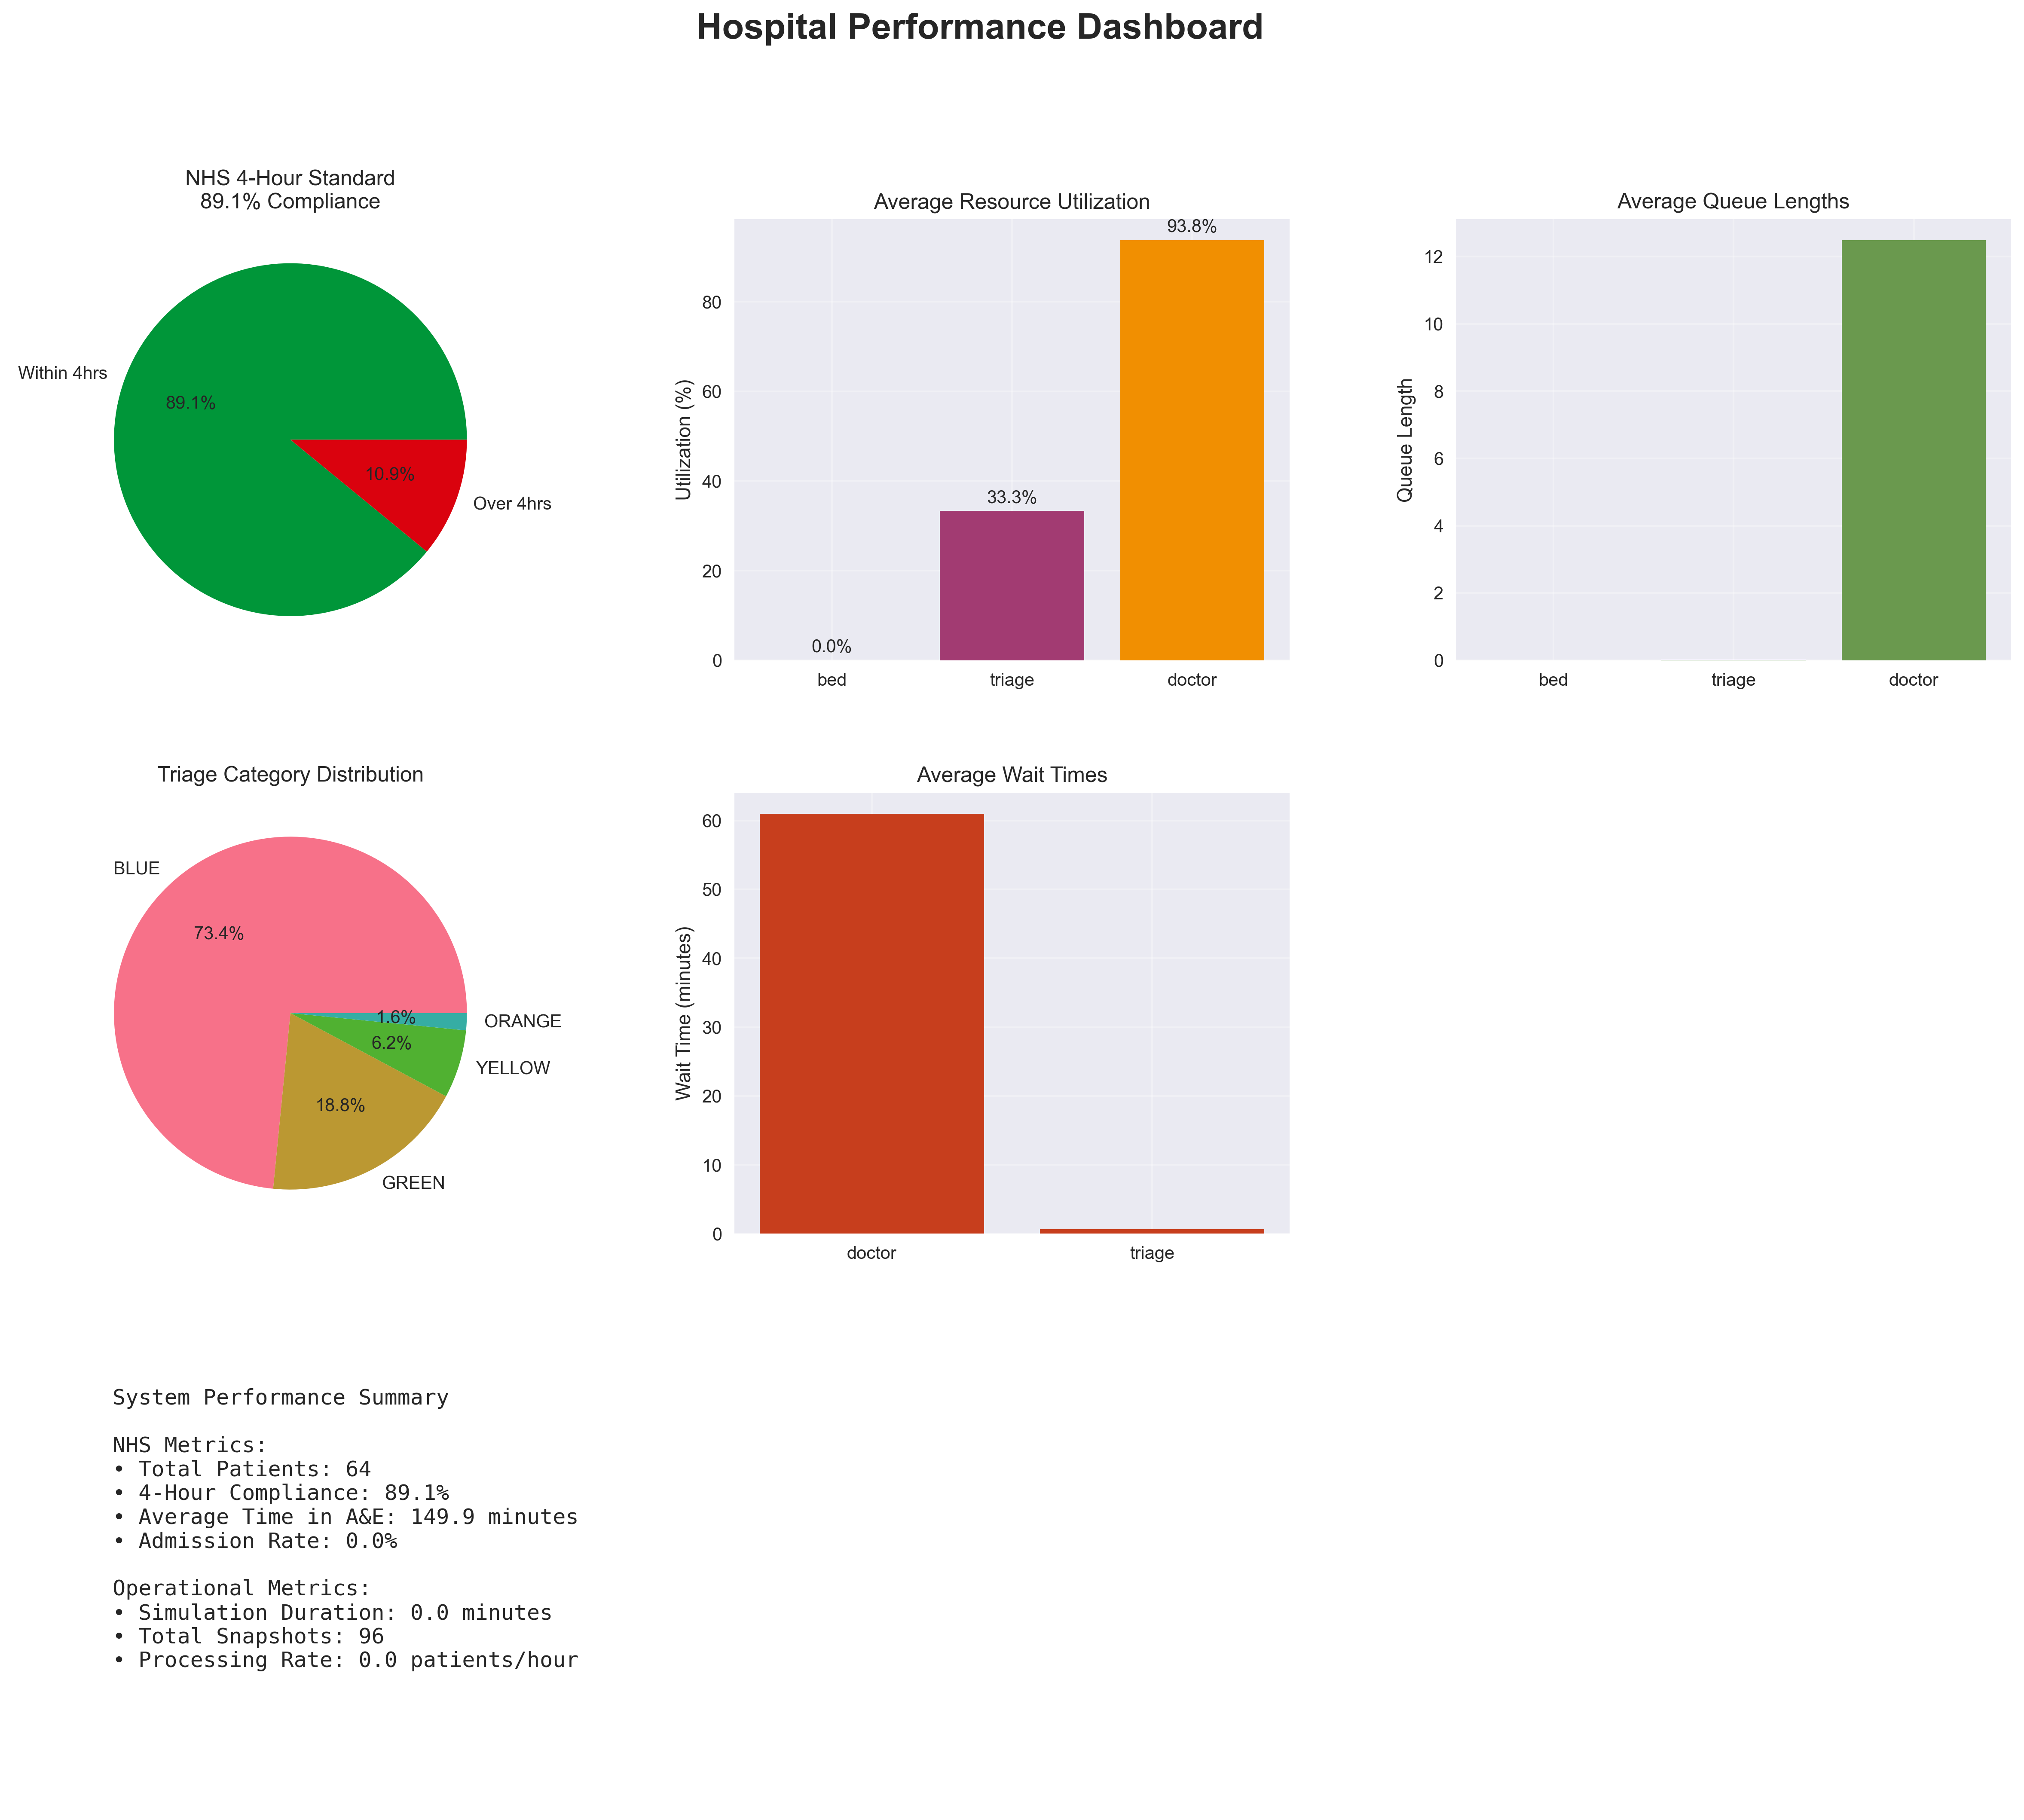 Hospital Performance Dashboard
NHS 4-Hour Standard
89.1% Compliance
Within 4hrs
89.1%
10.9%
Over 4hrs
Average Resource Utilization
Utilization (%)
80
60
40
20
0
0.0%
33.3%
93.8%
bed
triage
doctor
Average Queue Lengths
Queue Length
12
10
8
6
4
2
0
bed
triage
doctor
Triage Category Distribution
BLUE
73.4%
1.6%
ORANGE
6.2%
YELLOW
18.8%
GREEN
Average Wait Times
Wait Time (minutes)
60
50
40
30
20
10
0
doctor
triage
System Performance Summary
NHS Metrics:
• Total Patients: 64
• 4-Hour Compliance: 89.1%
• Average Time in A&E: 149.9 minutes
• Admission Rate: 0.0%
Operational Metrics:
• Simulation Duration: 0.0 minutes
• Total Snapshots: 96
• Processing Rate: 0.0 patients/hour